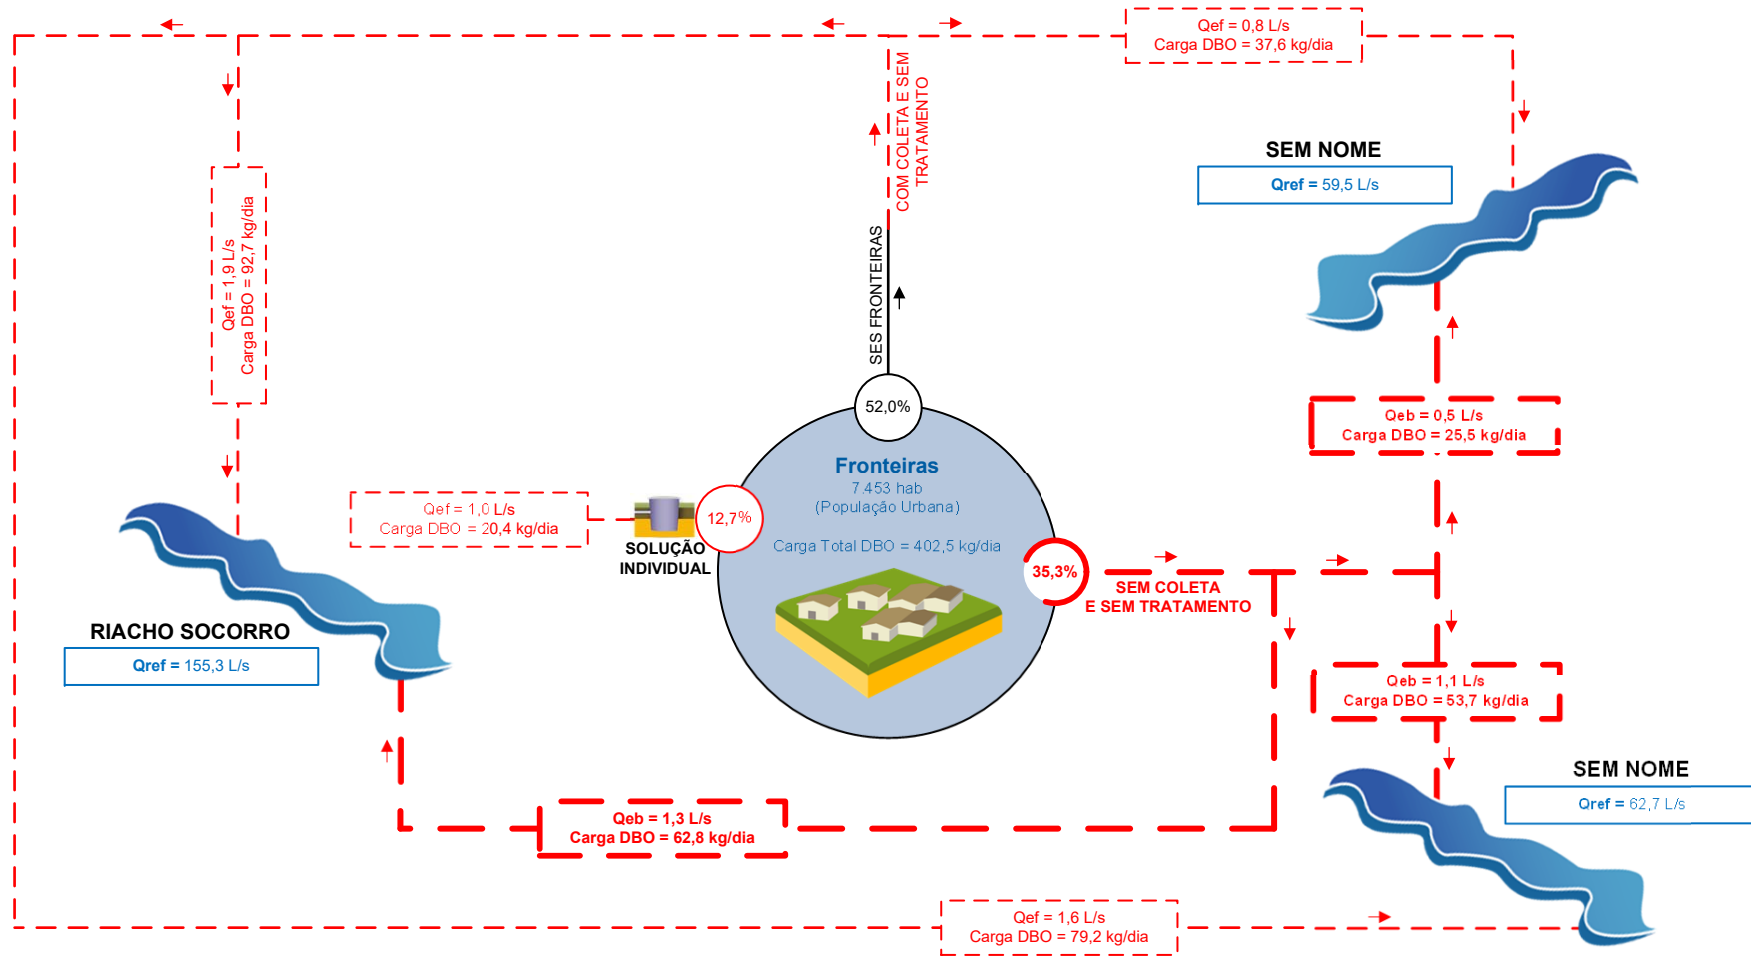 Qef = 0,8 L/s
Carga DBO = 37,6 kg/dia
COM COLETA E SEM
TRATAMENTO
SEM NOME
Qref = 59,5 L/s
Qef = 1,9 L/s
Carga DBO = 92,7 kg/dia
SES FRONTEIRAS
52,0%
Qeb = 0,5 L/s
Carga DBO = 25,5 kg/dia
Fronteiras
7.453 hab
(População Urbana)
Carga Total DBO = 402,5 kg/dia
Qef = 1,0 L/s
Carga DBO = 20,4 kg/dia
12,7%
SOLUÇÃO
INDIVIDUAL
35,3%
SEM COLETA
E SEM TRATAMENTO
RIACHO SOCORRO
Qref = 155,3 L/s
Qeb = 1,1 L/s
Carga DBO = 53,7 kg/dia
SEM NOME
Qref = 62,7 L/s
Qeb = 1,3 L/s
Carga DBO = 62,8 kg/dia
Qef = 1,6 L/s
Carga DBO = 79,2 kg/dia